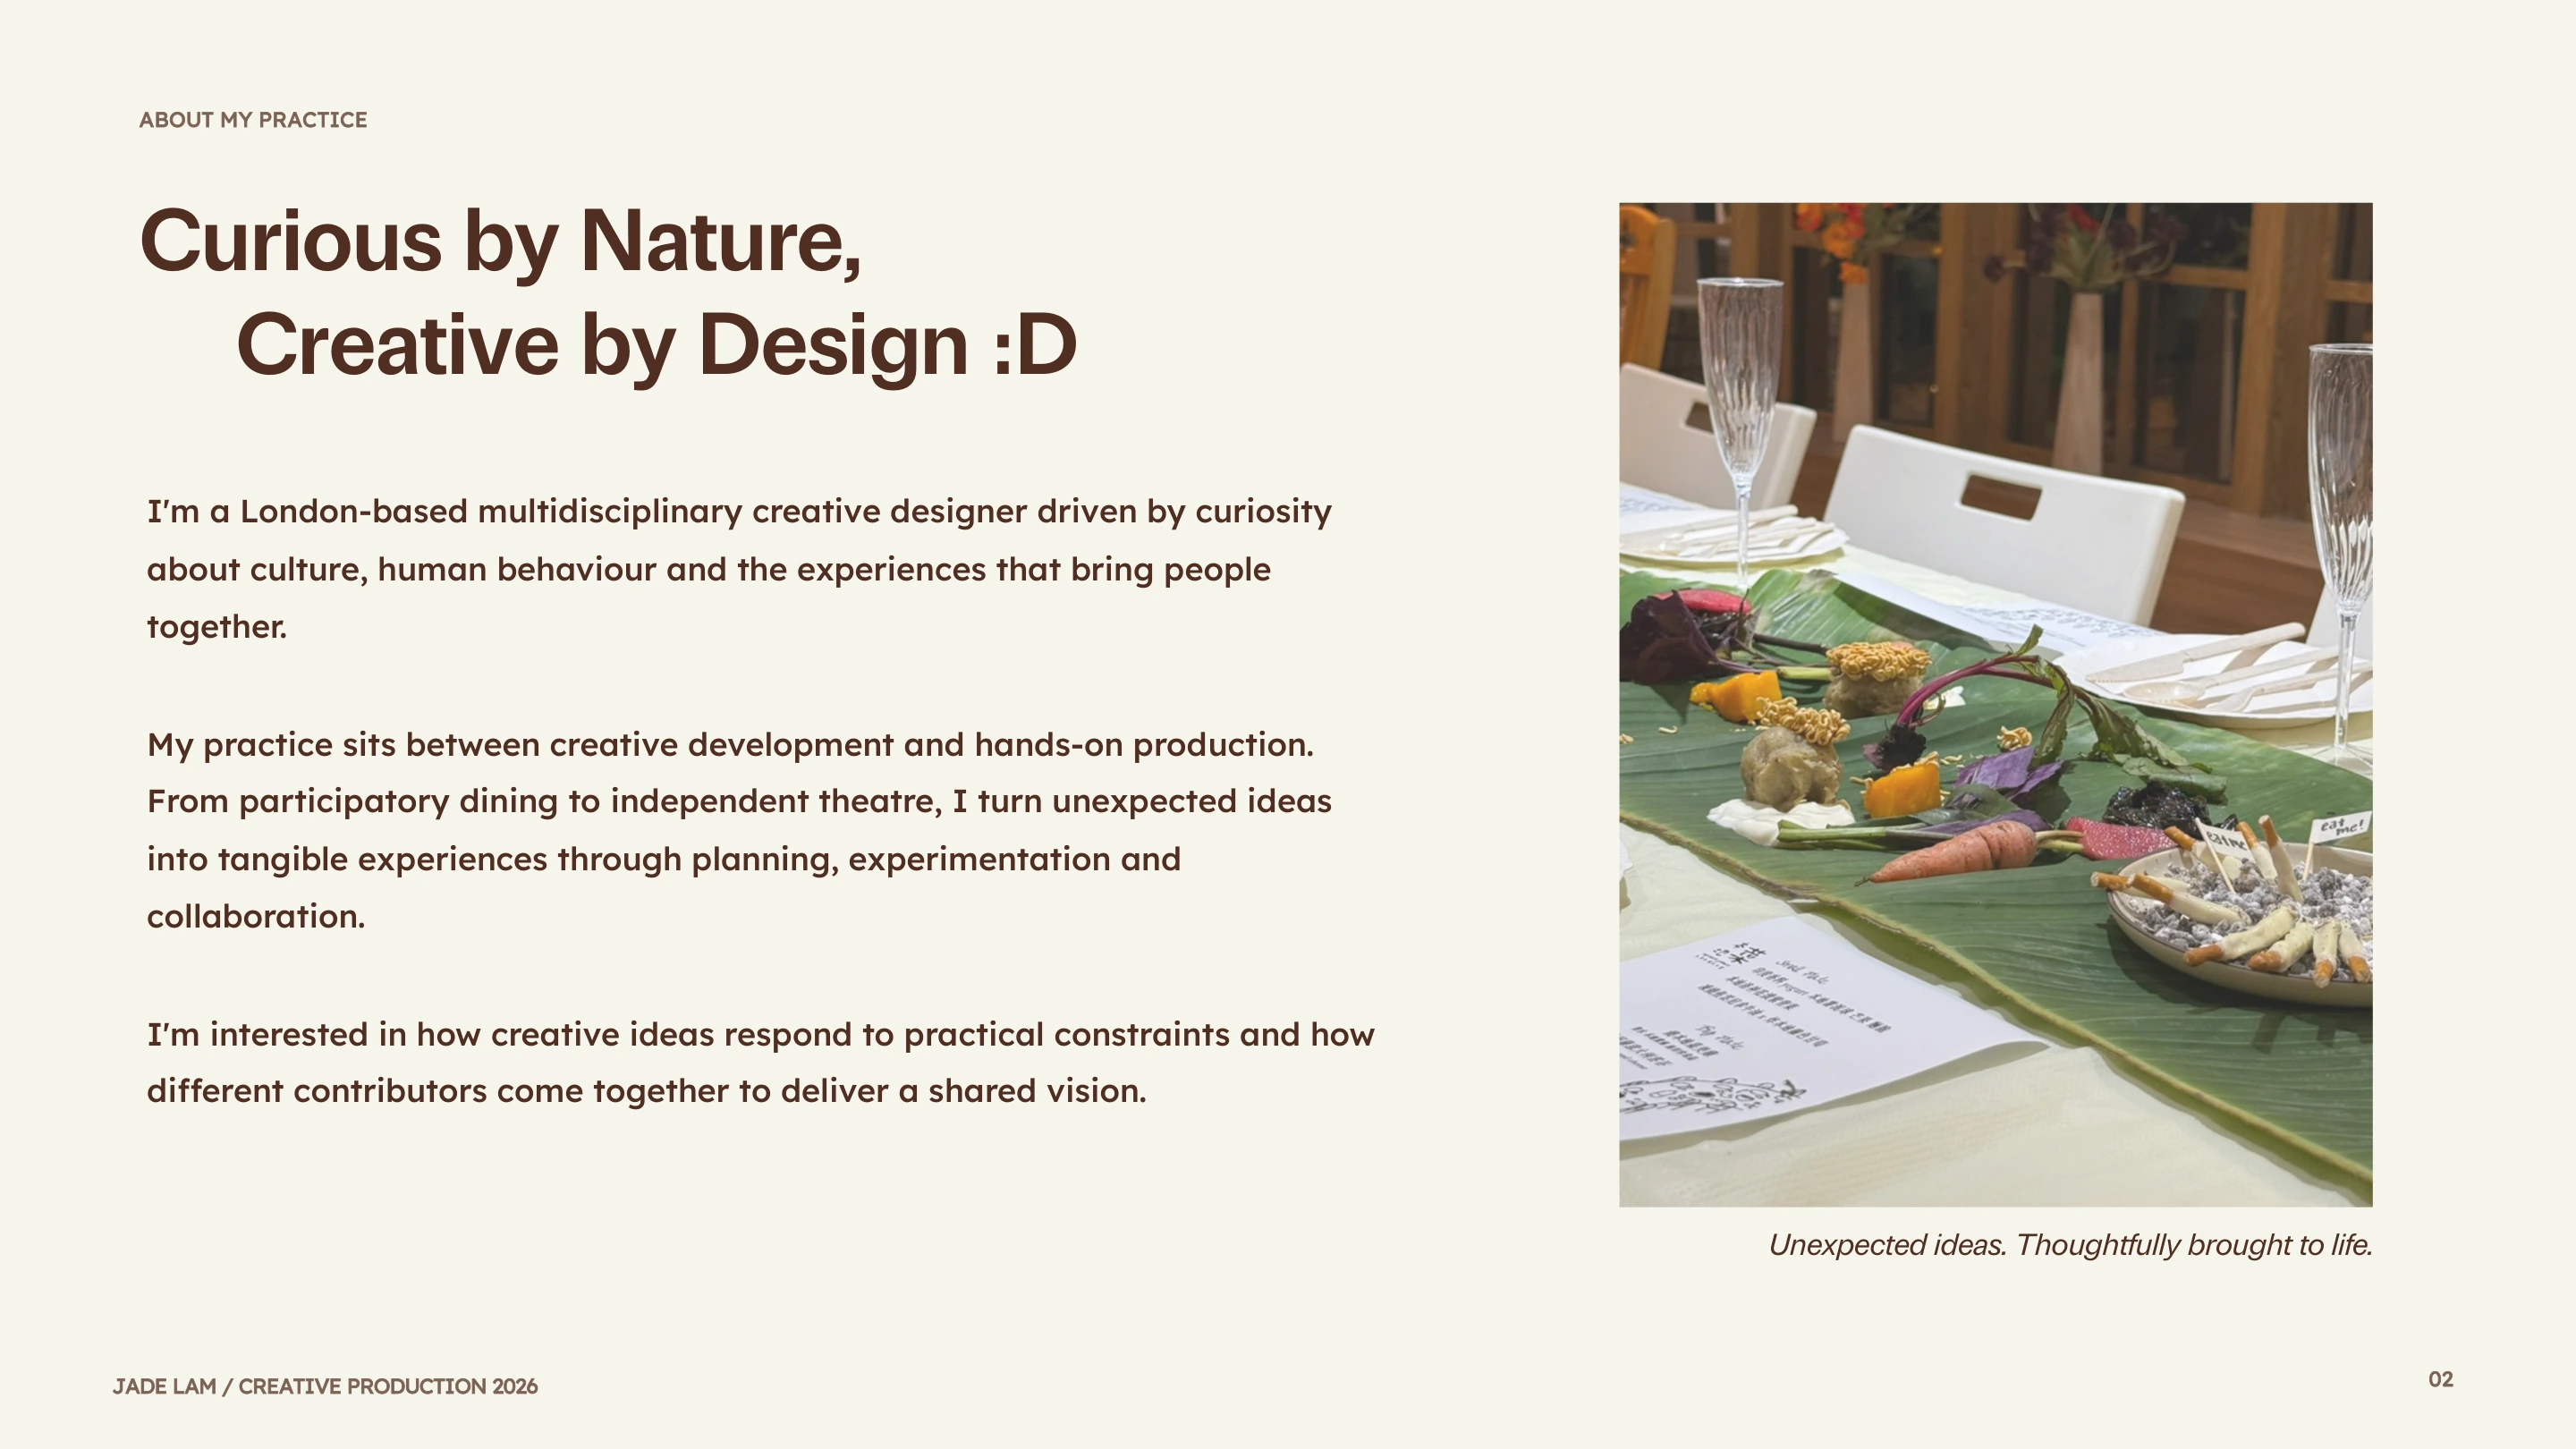 ABOUT MY PRACTICE
Curious by Nature,
Creative by Design :D
I'm a London-based multidisciplinary creative designer driven by curiosity
about culture, human behaviour and the experiences that bring people
together.
My practice sits between creative development and hands-on production.
From participatory dining to independent theatre, I turn unexpected ideas
into tangible experiences through planning, experimentation and
collaboration.
I'm interested in how creative ideas respond to practical constraints and how
different contributors come together to deliver a shared vision.
eat
me!
Unexpected ideas. Thoughtfully brought to life.
JADE LAM / CREATIVE PRODUCTION 2026
02